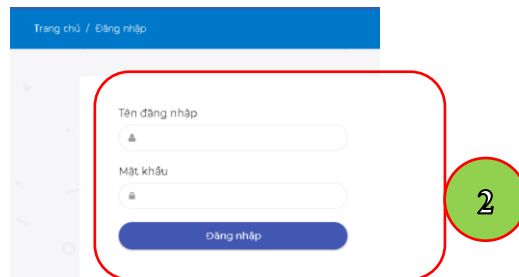 Trang chủ / Đăng nhập
Tên đăng nhập
Mật khẩu
Đăng nhập
2